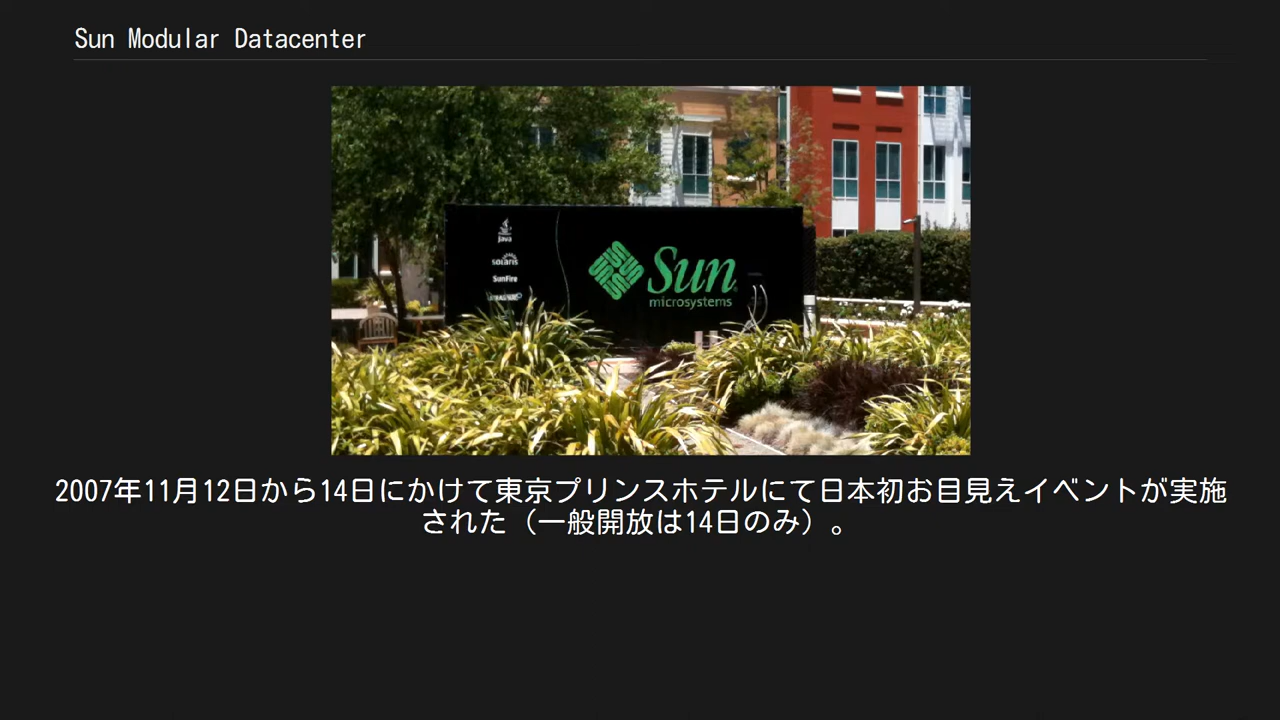 Sun Modular Datacenter
Java
solaris
SunFire
Sun
microsystems
2007年11月12日から14日にかけて東京プリンスホテルにて日本初お目見えイベントが実施
された（一般開放は14日のみ）。